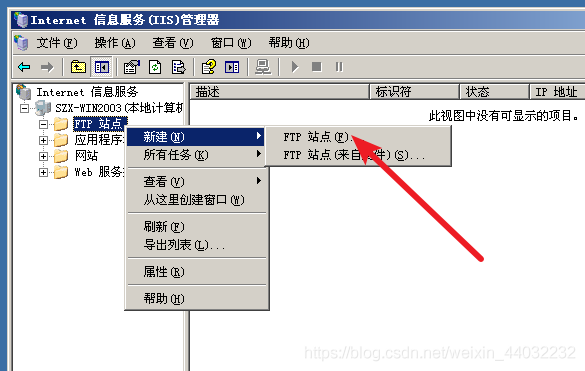 Internet 信息服务(IIS)管理器
文件(F) 操作(A) 查看(V) 窗口(W) 帮助(H)
Internet 信息服务
SZX-WIN2003(本地计算机
FTP 站点
应用程序
网站
Web 服务
描述 标识符 状态 IP 地址
此视图中没有可显示的项目。
新建(N)
所有任务(K)
查看(V)
从这里创建窗口(W)
刷新(F)
导出列表(L)...
属性(R)
帮助(H)
FTP 站点(F)
FTP 站点(来自 件)(S)...
https://blog.csdn.net/weixin_44032232